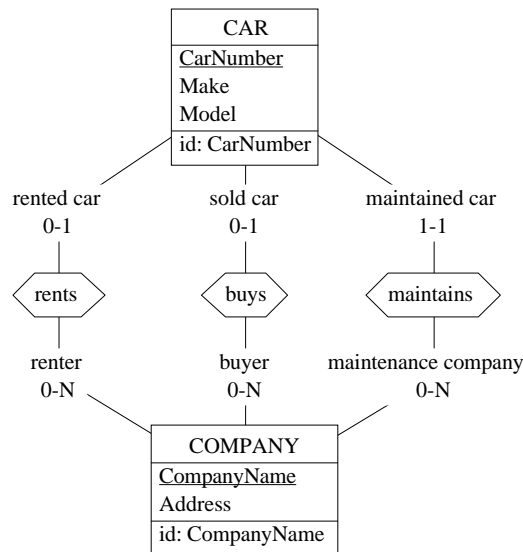 CAR
CarNumber
Make
Model
id: CarNumber
rented car
0-1
sold car
0-1
maintained car
1-1
rents
buys
maintains
renter
0-N
buyer
0-N
maintenance company
0-N
COMPANY
CompanyName
Address
id: CompanyName